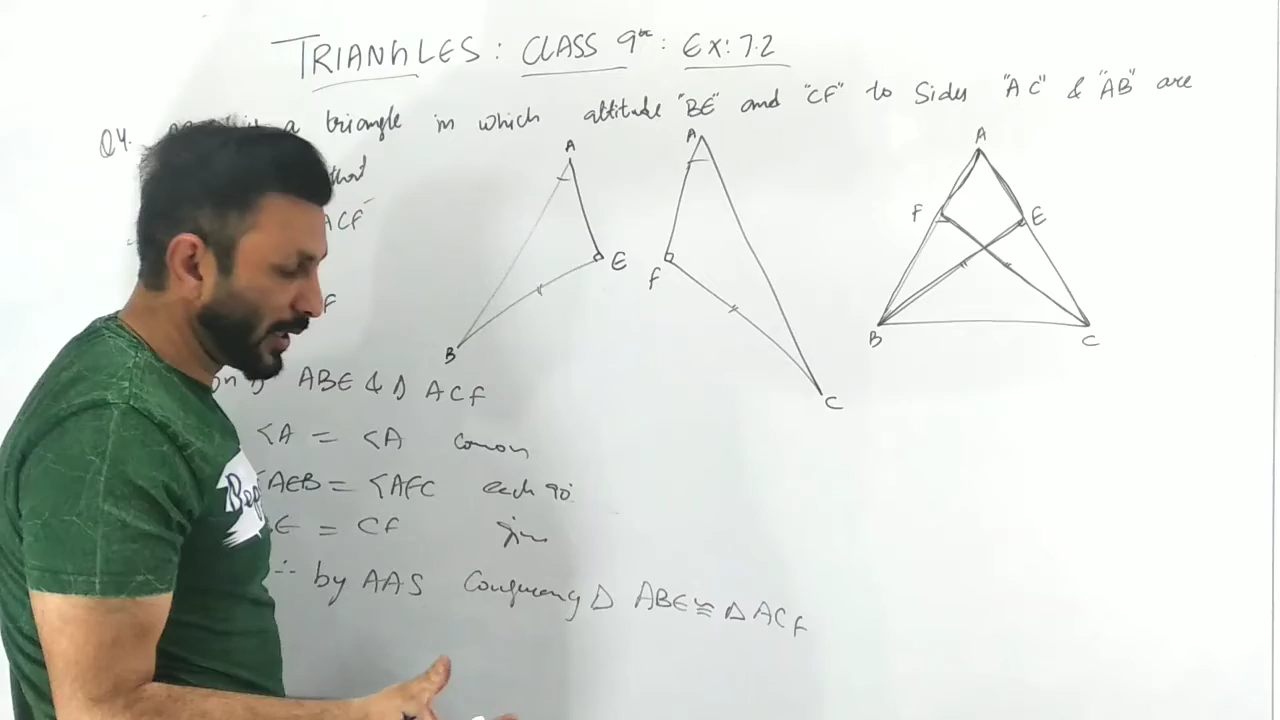 TRIANGLES : CLASS 9th : EX: 7.2
Q4. a triangle in which altitude "BE" and "CF" to Sides "AC" & "AB" are
that
ACF
F
ABE & Δ ACF
<A = <A common
<AEB = <AFC each 90°
E = CF
∴ by AAS Δ ABE ≅ Δ ACF
A
E
B
A
F
C
A
F
E
B
C